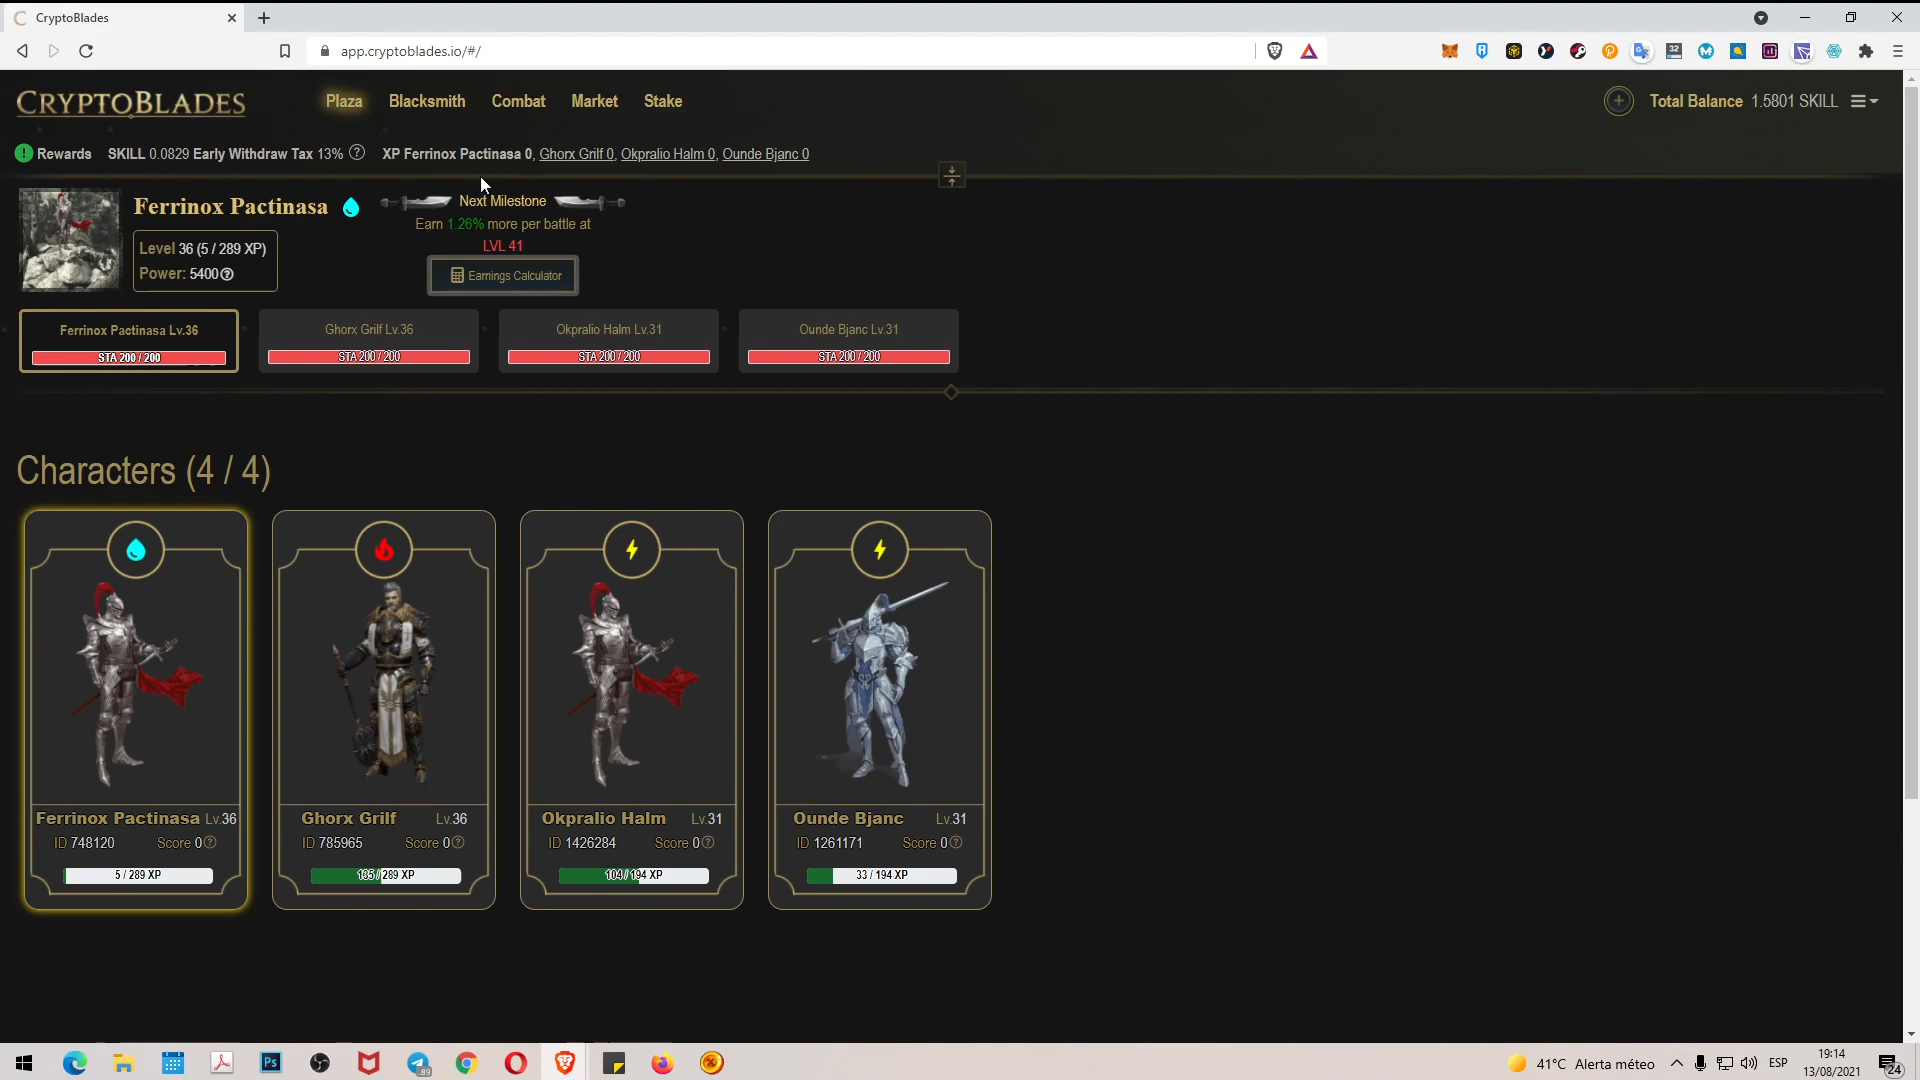 CryptoBlades
app.cryptoblades.io/#/
32
CRYPTOBLADES
Plaza
Blacksmith
Combat
Market
Stake
Total Balance 1.5801 SKILL
Rewards SKILL 0.0829 Early Withdraw Tax 13% ? XP Ferrinox Pactinasa 0, Ghorx Grilf 0, Okpralio Halm 0, Ounde Bjanc 0
Ferrinox Pactinasa
Level 36 (5 / 289 XP)
Power: 5400
Next Milestone
Earn 1.26% more per battle at
LVL 41
Earnings Calculator
Ferrinox Pactinasa Lv.36
STA 200 / 200
Ghorx Grilf Lv.36
STA 200 / 200
Okpralio Halm Lv.31
STA 200 / 200
Ounde Bjanc Lv.31
STA 200 / 200
Characters (4 / 4)
Ferrinox Pactinasa Lv.36
ID 748120 Score 0
5 / 289 XP
Ghorx Grilf Lv.36
ID 785965 Score 0
135 / 289 XP
Okpralio Halm Lv.31
ID 1426284 Score 0
104 / 194 XP
Ounde Bjanc Lv.31
ID 1261171 Score 0
33 / 194 XP
Ps
.89
41°C Alerta méteo
ESP
19:14
13/08/2021
24